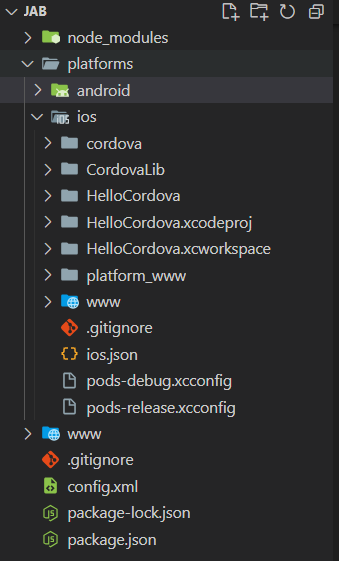 JAB
node_modules
platforms
android
ios
cordova
CordovaLib
HelloCordova
HelloCordova.xcodeproj
HelloCordova.xcworkspace
platform_www
www
.gitignore
ios.json
pods-debug.xcconfig
pods-release.xcconfig
www
.gitignore
config.xml
package-lock.json
package.json